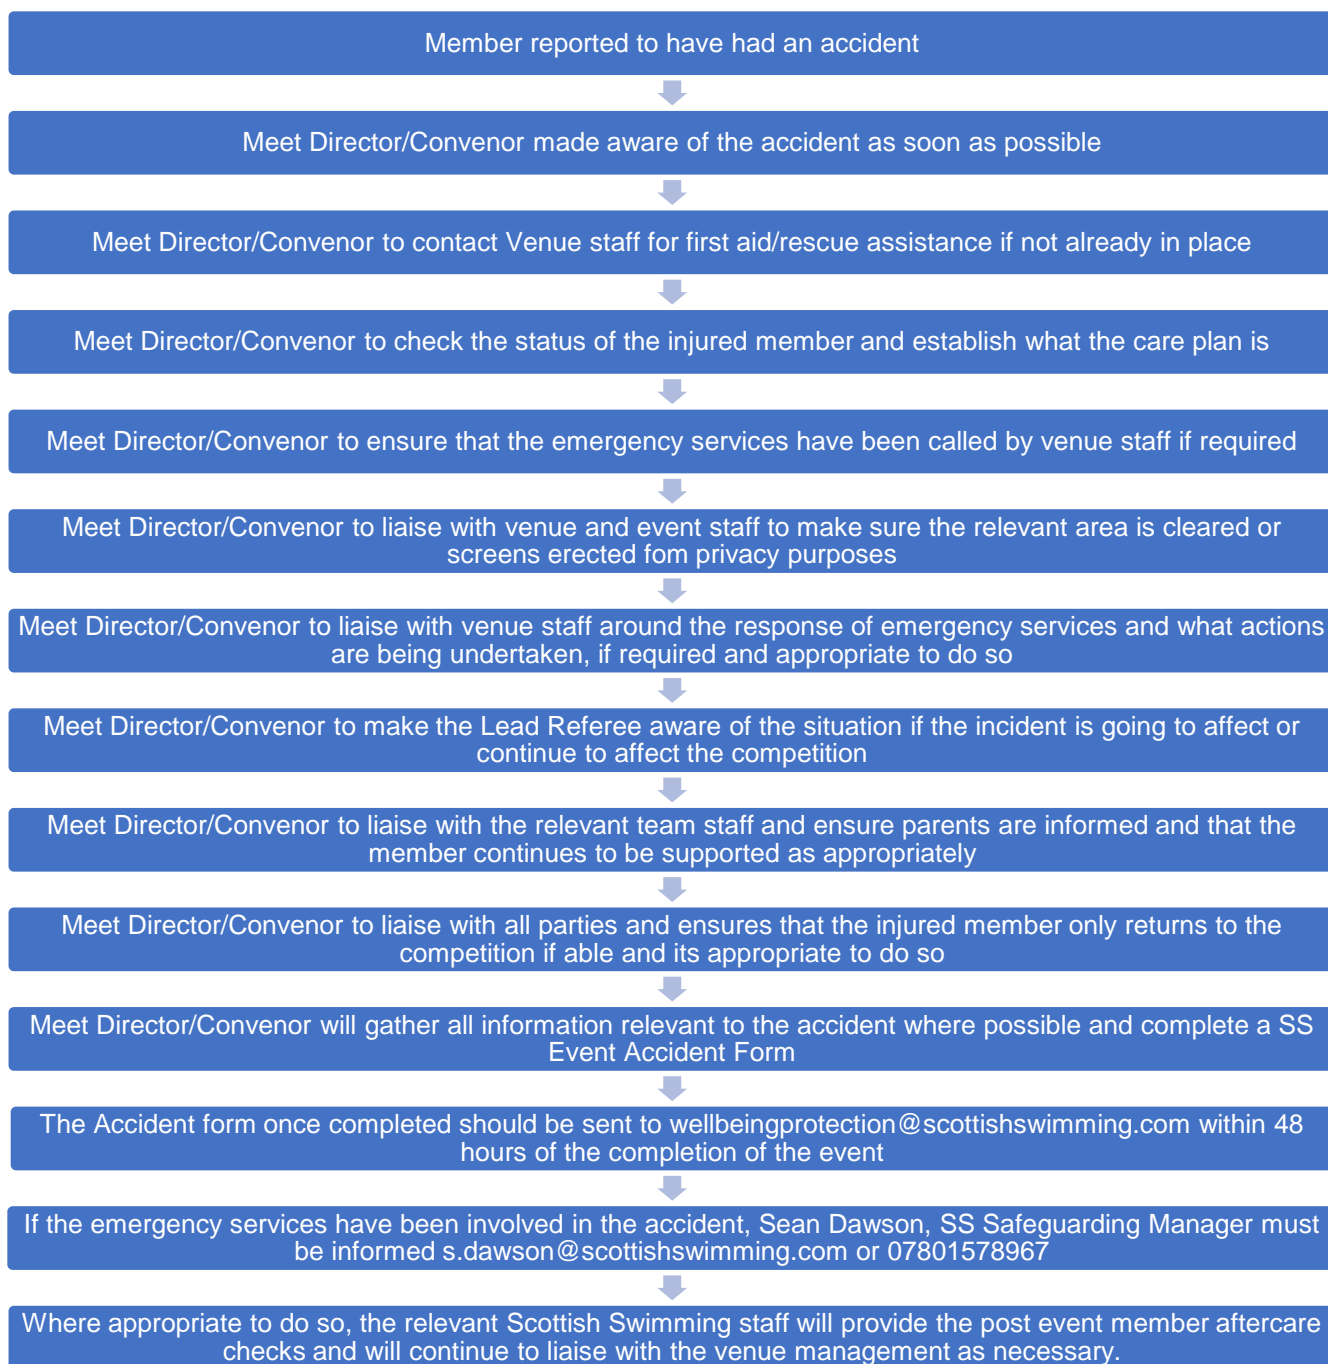 Member reported to have had an accident
Meet Director/Convenor made aware of the accident as soon as possible
Meet Director/Convenor to contact Venue staff for first aid/rescue assistance if not already in place
Meet Director/Convenor to check the status of the injured member and establish what the care plan is
Meet Director/Convenor to ensure that the emergency services have been called by venue staff if required
Meet Director/Convenor to liaise with venue and event staff to make sure the relevant area is cleared or
screens erected fom privacy purposes
Meet Director/Convenor to liaise with venue staff around the response of emergency services and what actions
are being undertaken, if required and appropriate to do so
Meet Director/Convenor to make the Lead Referee aware of the situation if the incident is going to affect or
continue to affect the competition
Meet Director/Convenor to liaise with the relevant team staff and ensure parents are informed and that the
member continues to be supported as appropriately
Meet Director/Convenor to liaise with all parties and ensures that the injured member only returns to the
competition if able and its appropriate to do so
Meet Director/Convenor will gather all information relevant to the accident where possible and complete a SS
Event Accident Form
The Accident form once completed should be sent to wellbeingprotection@scottishswimming.com within 48
hours of the completion of the event
If the emergency services have been involved in the accident, Sean Dawson, SS Safeguarding Manager must
be informed s.dawson@scottishswimming.com or 07801578967
Where appropriate to do so, the relevant Scottish Swimming staff will provide the post event member aftercare
checks and will continue to liaise with the venue management as necessary.